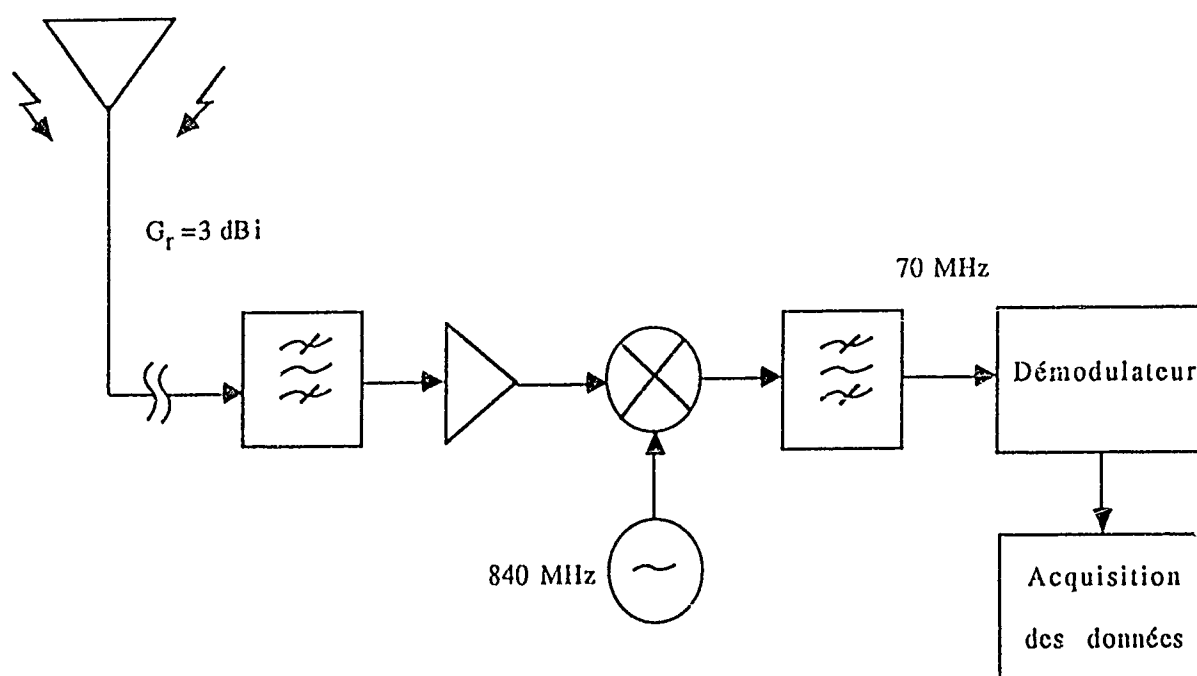 G_r=3 dBi
70 MHz
Démodulateur
840 MHz
Acquisition
des données